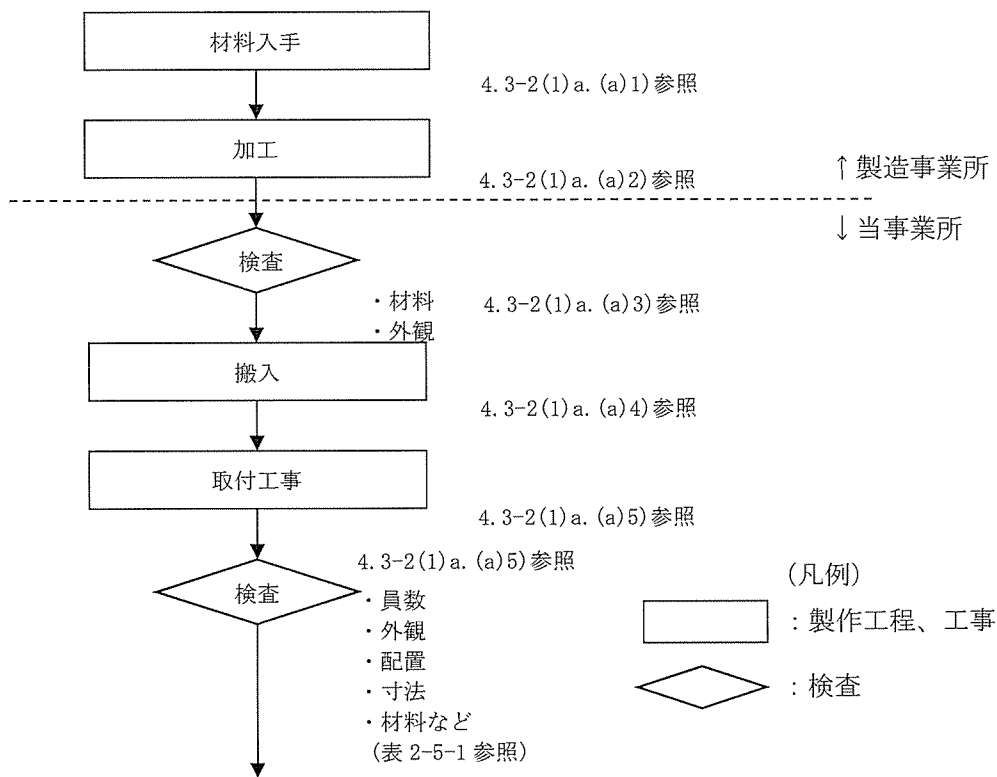 材料入手
4.3-2(1)a.(a)1)参照
加工
4.3-2(1)a.(a)2)参照
↑製造事業所
↓当事業所
検査
・材料
・外観
4.3-2(1)a.(a)3)参照
搬入
4.3-2(1)a.(a)4)参照
取付工事
4.3-2(1)a.(a)5)参照
4.3-2(1)a.(a)5)参照
検査
・員数
・外観
・配置
・寸法
・材料など
(表 2-5-1 参照)
(凡例)
：製作工程、工事
：検査